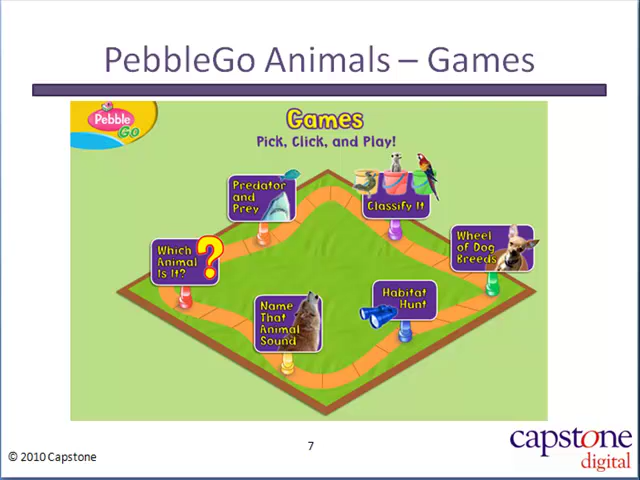 PebbleGo Animals – Games
Pebble
Go
Games
Pick, Click, and Play!
Predator
and
Prey
Classify It
Which
Animal
Is It?
?
Wheel
of Dog
Breeds
Name
That
Animal
Sound
Habitat
Hunt
7
© 2010 Capstone
capstone
digital